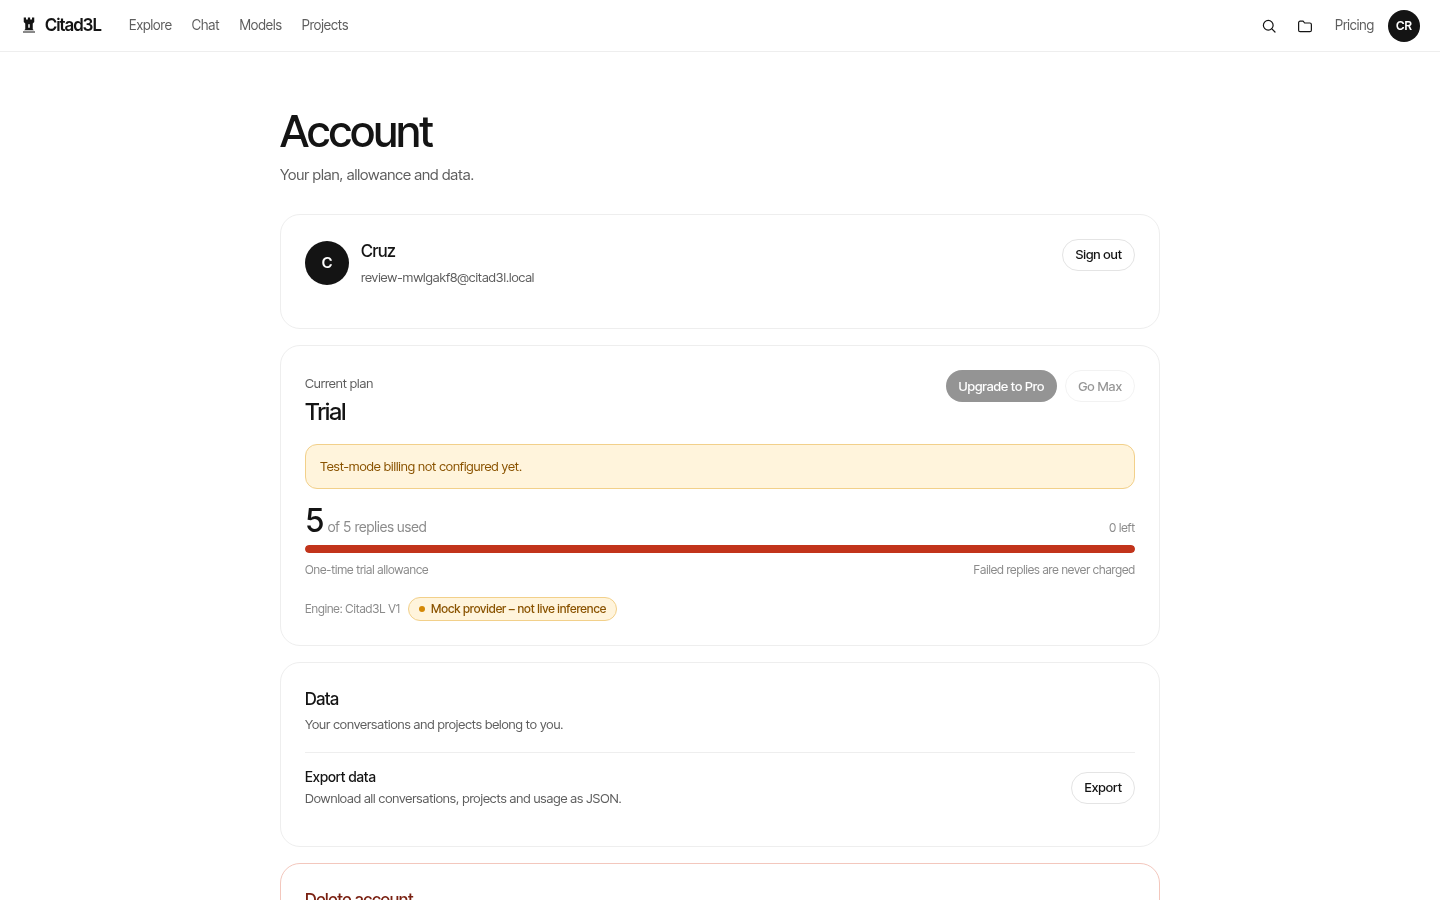 Citad3L Explore Chat Models Projects Pricing CR
Account
Your plan, allowance and data.
C
Cruz
review-mwlgakf8@citad3l.local
Sign out
Current plan
Trial
Upgrade to Pro
Go Max
Test-mode billing not configured yet.
5 of 5 replies used
0 left
One-time trial allowance
Failed replies are never charged
Engine: Citad3L V1
Mock provider – not live inference
Data
Your conversations and projects belong to you.
Export data
Download all conversations, projects and usage as JSON.
Export
Delete account